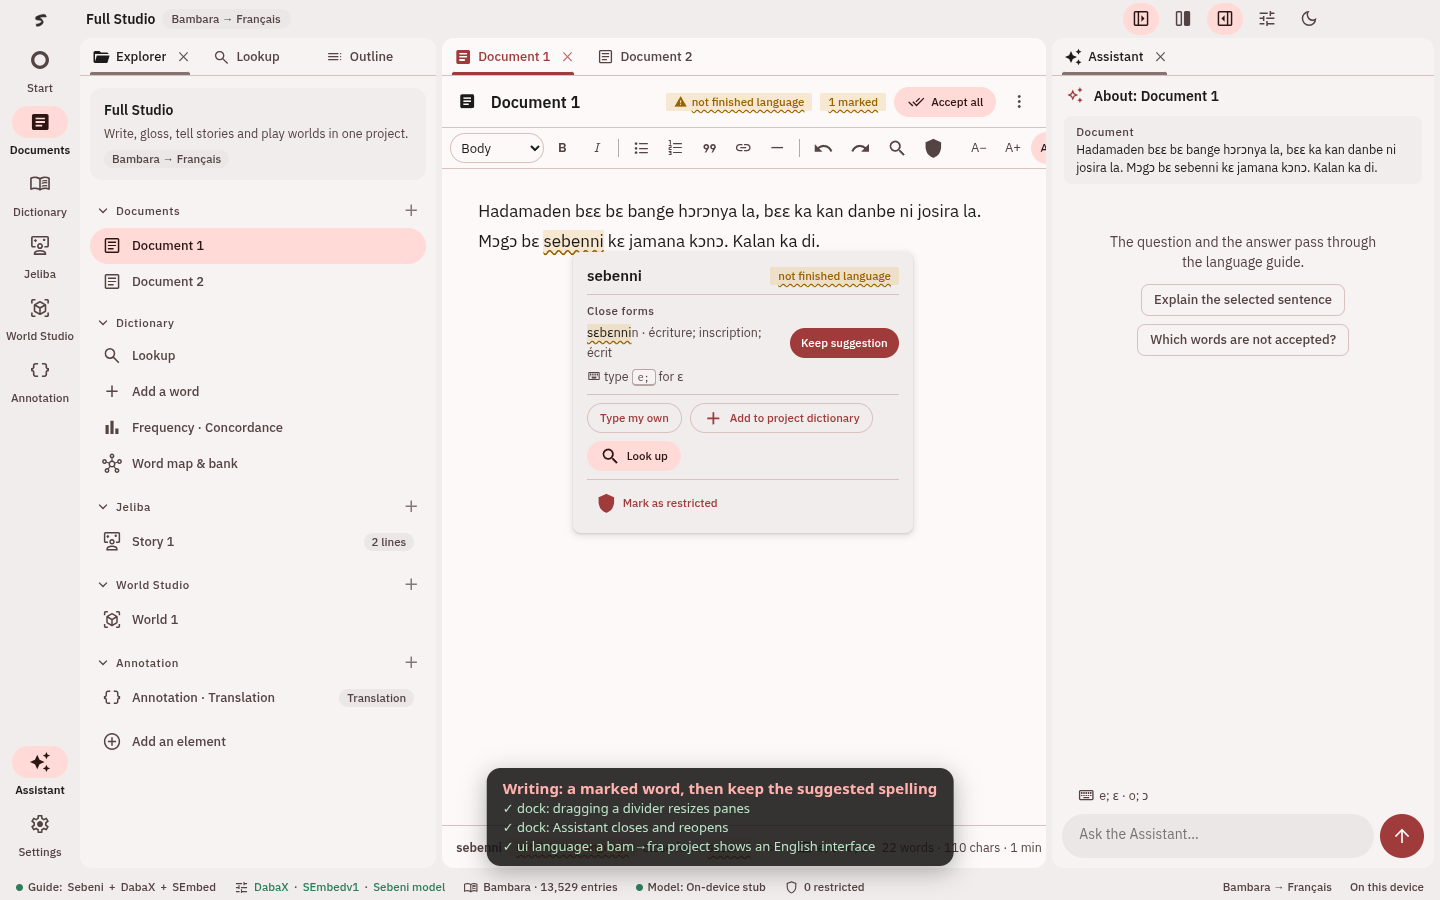 Full Studio
Bambara → Français
Start
Documents
Dictionary
Jeliba
World Studio
Annotation
Assistant
Settings
Explorer
Lookup
Outline
Full Studio
Write, gloss, tell stories and play worlds in one project.
Bambara → Français
Documents
Document 1
Document 2
Dictionary
Lookup
Add a word
Frequency · Concordance
Word map & bank
Jeliba
Story 1
2 lines
World Studio
World 1
Annotation
Annotation · Translation
Translation
Add an element
Document 1
Document 2
Document 1
not finished language
1 marked
Accept all
Body
B
I
A−
A+
Hadamaden bɛɛ bɛ bange hɔrɔnya la, bɛɛ ka kan danbe ni josira la.
Mɔgɔ bɛ sebenni kɛ jamana kɔnɔ. Kalan ka di.
sebenni
not finished language
Close forms
sɛbɛnnin · écriture; inscription;
écrit
Keep suggestion
type e; for ɛ
Type my own
Add to project dictionary
Look up
Mark as restricted
Writing: a marked word, then keep the suggested spelling
✓ dock: dragging a divider resizes panes
✓ dock: Assistant closes and reopens
✓ ui language: a bam→fra project shows an English interface
sebenni
22 words · 110 chars · 1 min
Assistant
About: Document 1
Document
Hadamaden bɛɛ bɛ bange hɔrɔnya la, bɛɛ ka kan danbe ni
josira la. Mɔgɔ bɛ sebenni kɛ jamana kɔnɔ. Kalan ka di.
The question and the answer pass through
the language guide.
Explain the selected sentence
Which words are not accepted?
e; ɛ · o; ɔ
Ask the Assistant...
Guide: Sebeni + DabaX + SEmbed
DabaX · SEmbedv1 · Sebeni model
Bambara · 13,529 entries
Model: On-device stub
0 restricted
Bambara → Français
On this device